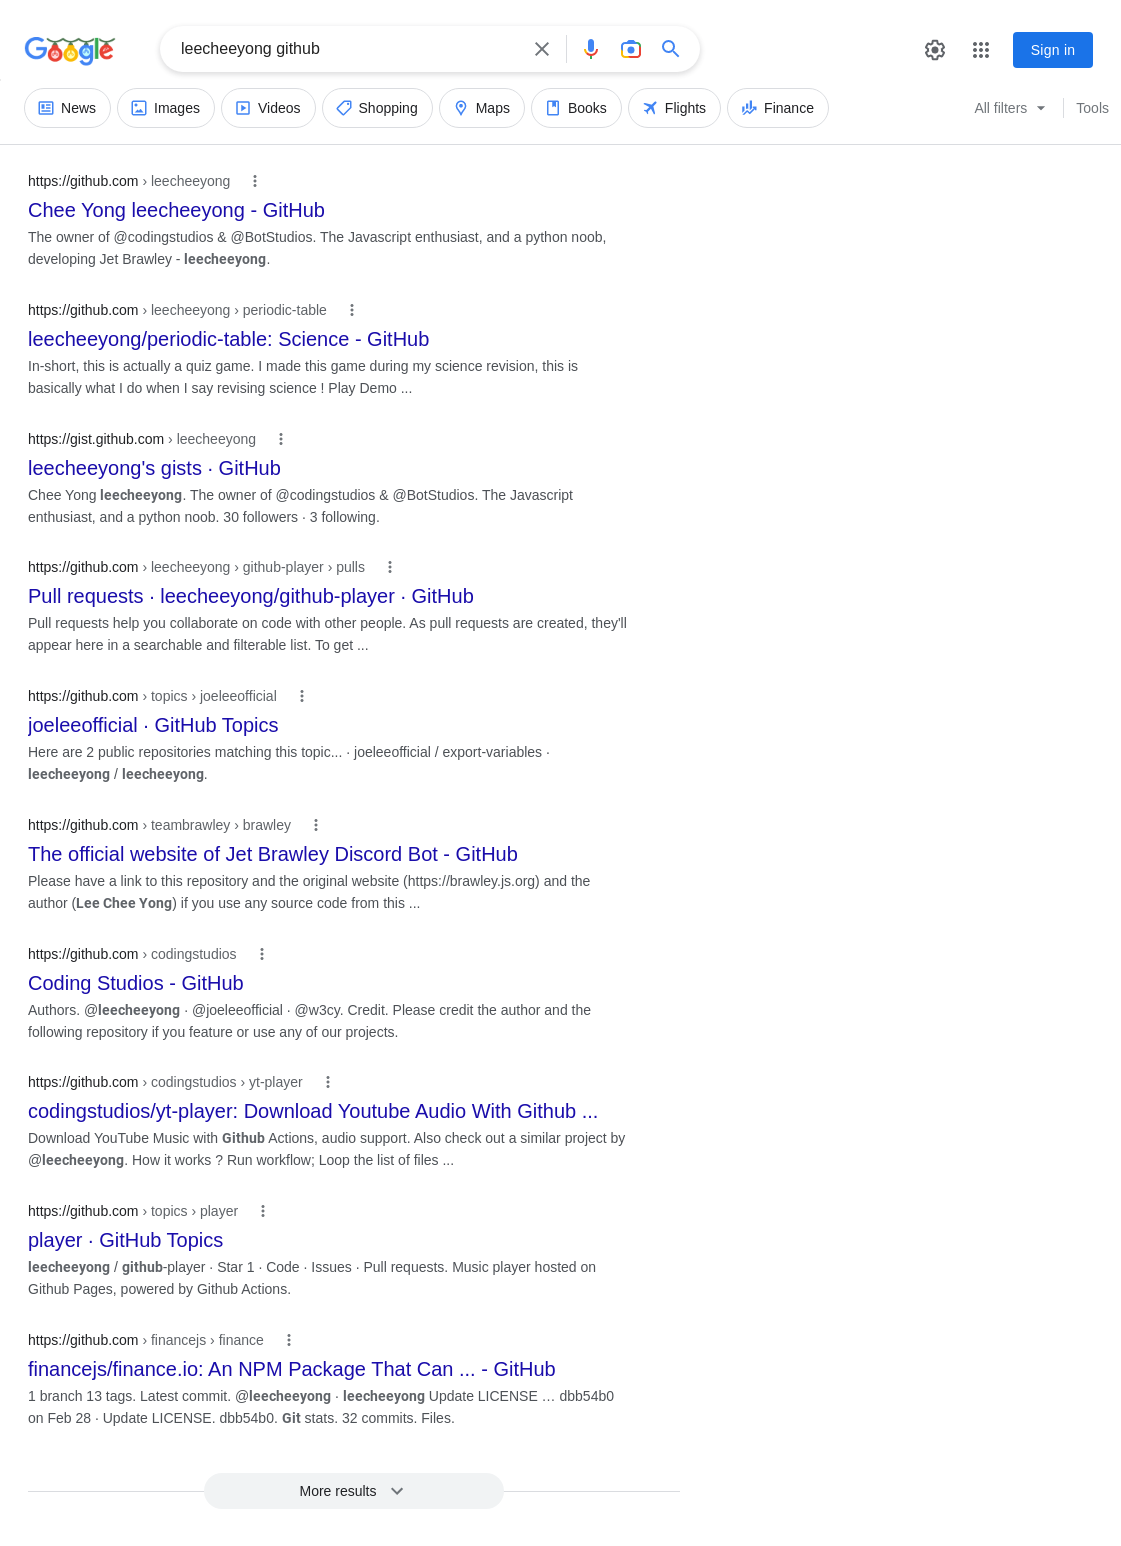 Google
leecheeyong github
Sign in
News
Images
Videos
Shopping
Maps
Books
Flights
Finance
All filters
Tools
https://github.com › leecheeyong
Chee Yong leecheeyong - GitHub
The owner of @codingstudios & @BotStudios. The Javascript enthusiast, and a python noob,
developing Jet Brawley - leecheeyong.
https://github.com › leecheeyong › periodic-table
leecheeyong/periodic-table: Science - GitHub
In-short, this is actually a quiz game. I made this game during my science revision, this is
basically what I do when I say revising science ! Play Demo ...
https://gist.github.com › leecheeyong
leecheeyong's gists · GitHub
Chee Yong leecheeyong. The owner of @codingstudios & @BotStudios. The Javascript
enthusiast, and a python noob. 30 followers · 3 following.
https://github.com › leecheeyong › github-player › pulls
Pull requests · leecheeyong/github-player · GitHub
Pull requests help you collaborate on code with other people. As pull requests are created, they'll
appear here in a searchable and filterable list. To get ...
https://github.com › topics › joeleeofficial
joeleeofficial · GitHub Topics
Here are 2 public repositories matching this topic... · joeleeofficial / export-variables ·
leecheeyong / leecheeyong.
https://github.com › teambrawley › brawley
The official website of Jet Brawley Discord Bot - GitHub
Please have a link to this repository and the original website (https://brawley.js.org) and the
author (Lee Chee Yong) if you use any source code from this ...
https://github.com › codingstudios
Coding Studios - GitHub
Authors. @leecheeyong · @joeleeofficial · @w3cy. Credit. Please credit the author and the
following repository if you feature or use any of our projects.
https://github.com › codingstudios › yt-player
codingstudios/yt-player: Download Youtube Audio With Github ...
Download YouTube Music with Github Actions, audio support. Also check out a similar project by
@leecheeyong. How it works ? Run workflow; Loop the list of files ...
https://github.com › topics › player
player · GitHub Topics
leecheeyong / github-player · Star 1 · Code · Issues · Pull requests. Music player hosted on
Github Pages, powered by Github Actions.
https://github.com › financejs › finance
financejs/finance.io: An NPM Package That Can ... - GitHub
1 branch 13 tags. Latest commit. @leecheeyong · leecheeyong Update LICENSE … dbb54b0
on Feb 28 · Update LICENSE. dbb54b0. Git stats. 32 commits. Files.
More results